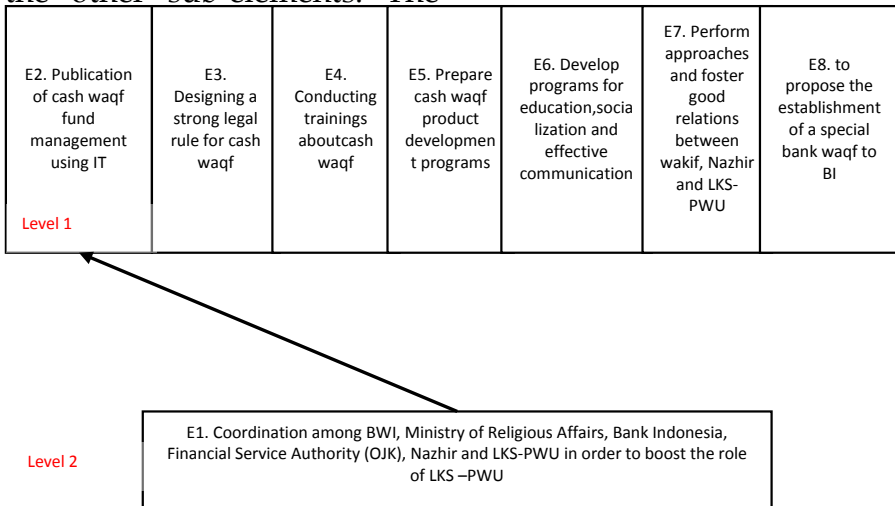 the other sub-elements. The
E2. Publication
of cash waqf
fund
management
using IT
Level 1
E3.
Designing a
strong legal
rule for cash
waqf
E4.
Conducting
trainings
aboutcash
waqf
E5. Prepare
cash waqf
product
developmen
t programs
E6. Develop
programs for
education,socia
lization and
effective
communication
E7. Perform
approaches
and foster
good
relations
between
wakif, Nazhir
and LKS-
PWU
E8. to
propose the
establishment
of a special
bank waqf to
BI
E1. Coordination among BWI, Ministry of Religious Affairs, Bank Indonesia,
Financial Service Authority (OJK), Nazhir and LKS-PWU in order to boost the role
of LKS –PWU
Level 2